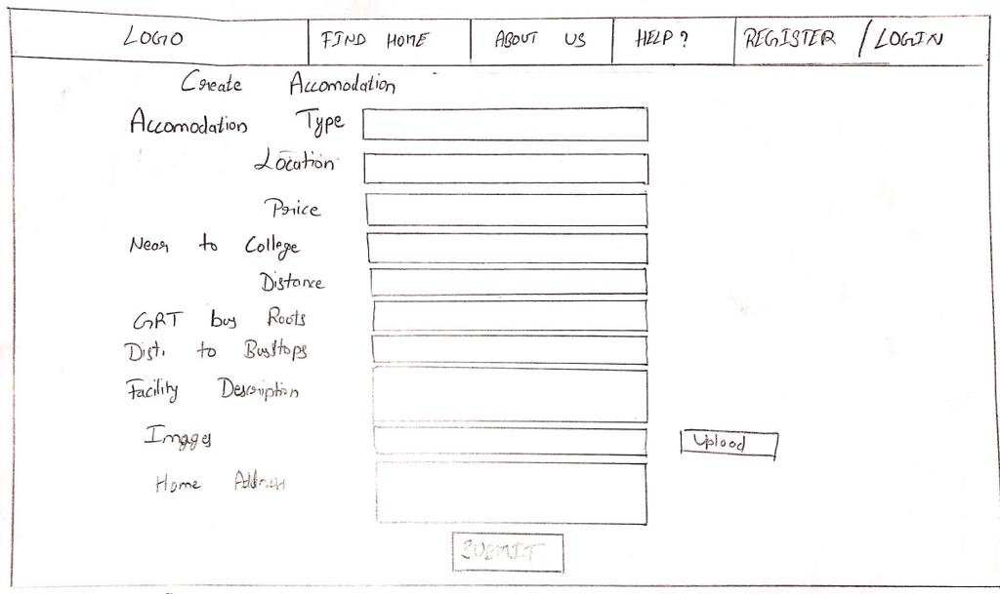 LOGO FIND HOME ABOUT US HELP? REGISTER / LOGIN
Create Accomodation
Accomodation Type
Location
Price
Near to College
Distance
GRT bus Roots
Dist. to Busstops
Facility Description
Images Upload
Home Address
SUBMIT